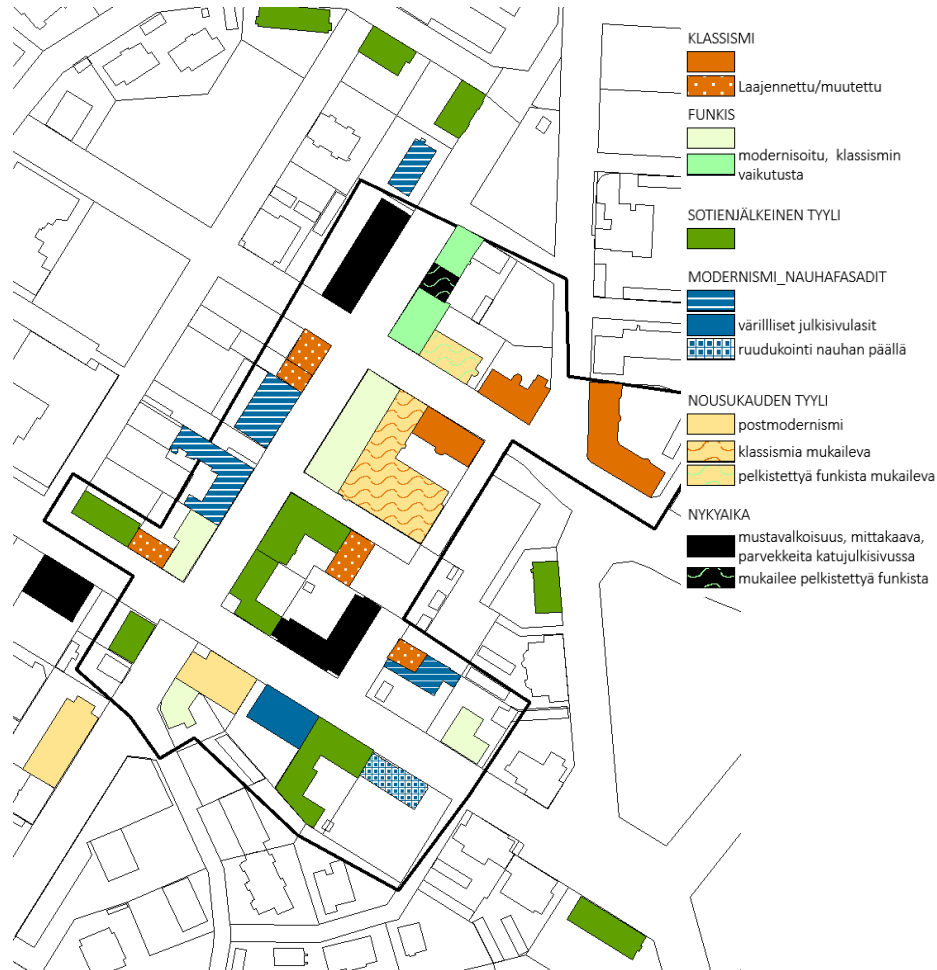 KLASSISMI
Laajennettu/muutettu
FUNKIS
modernisoitu, klassismin
vaikutusta
SOTIENJÄLKEINEN TYYLI
MODERNISMI_NAUHAFASADIT
värillliset julkisivulasit
ruudukointi nauhan päällä
NOUSUKAUDEN TYYLI
postmodernismi
klassismia mukaileva
pelkistettyä funkista mukaileva
NYKYAIKA
mustavalkoisuus, mittakaava,
parvekkeita katujulkisivussa
mukailee pelkistettyä funkista